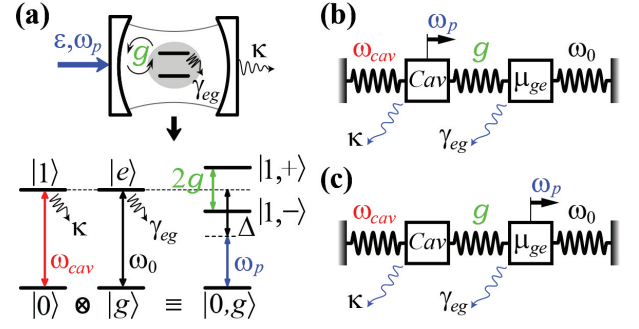 (a)
ε,ω_p
g
κ
γ_eg
|1⟩
|e⟩
|1,+⟩
2g
|1,−⟩
κ
γ_eg
Δ
ω_cav
ω_0
ω_p
|0⟩ ⊗ |g⟩ ≡ |0,g⟩
(b)
ω_p
ω_cav
g
ω_0
Cav
μ_ge
κ
γ_eg
(c)
ω_p
ω_cav
g
ω_0
Cav
μ_ge
κ
γ_eg